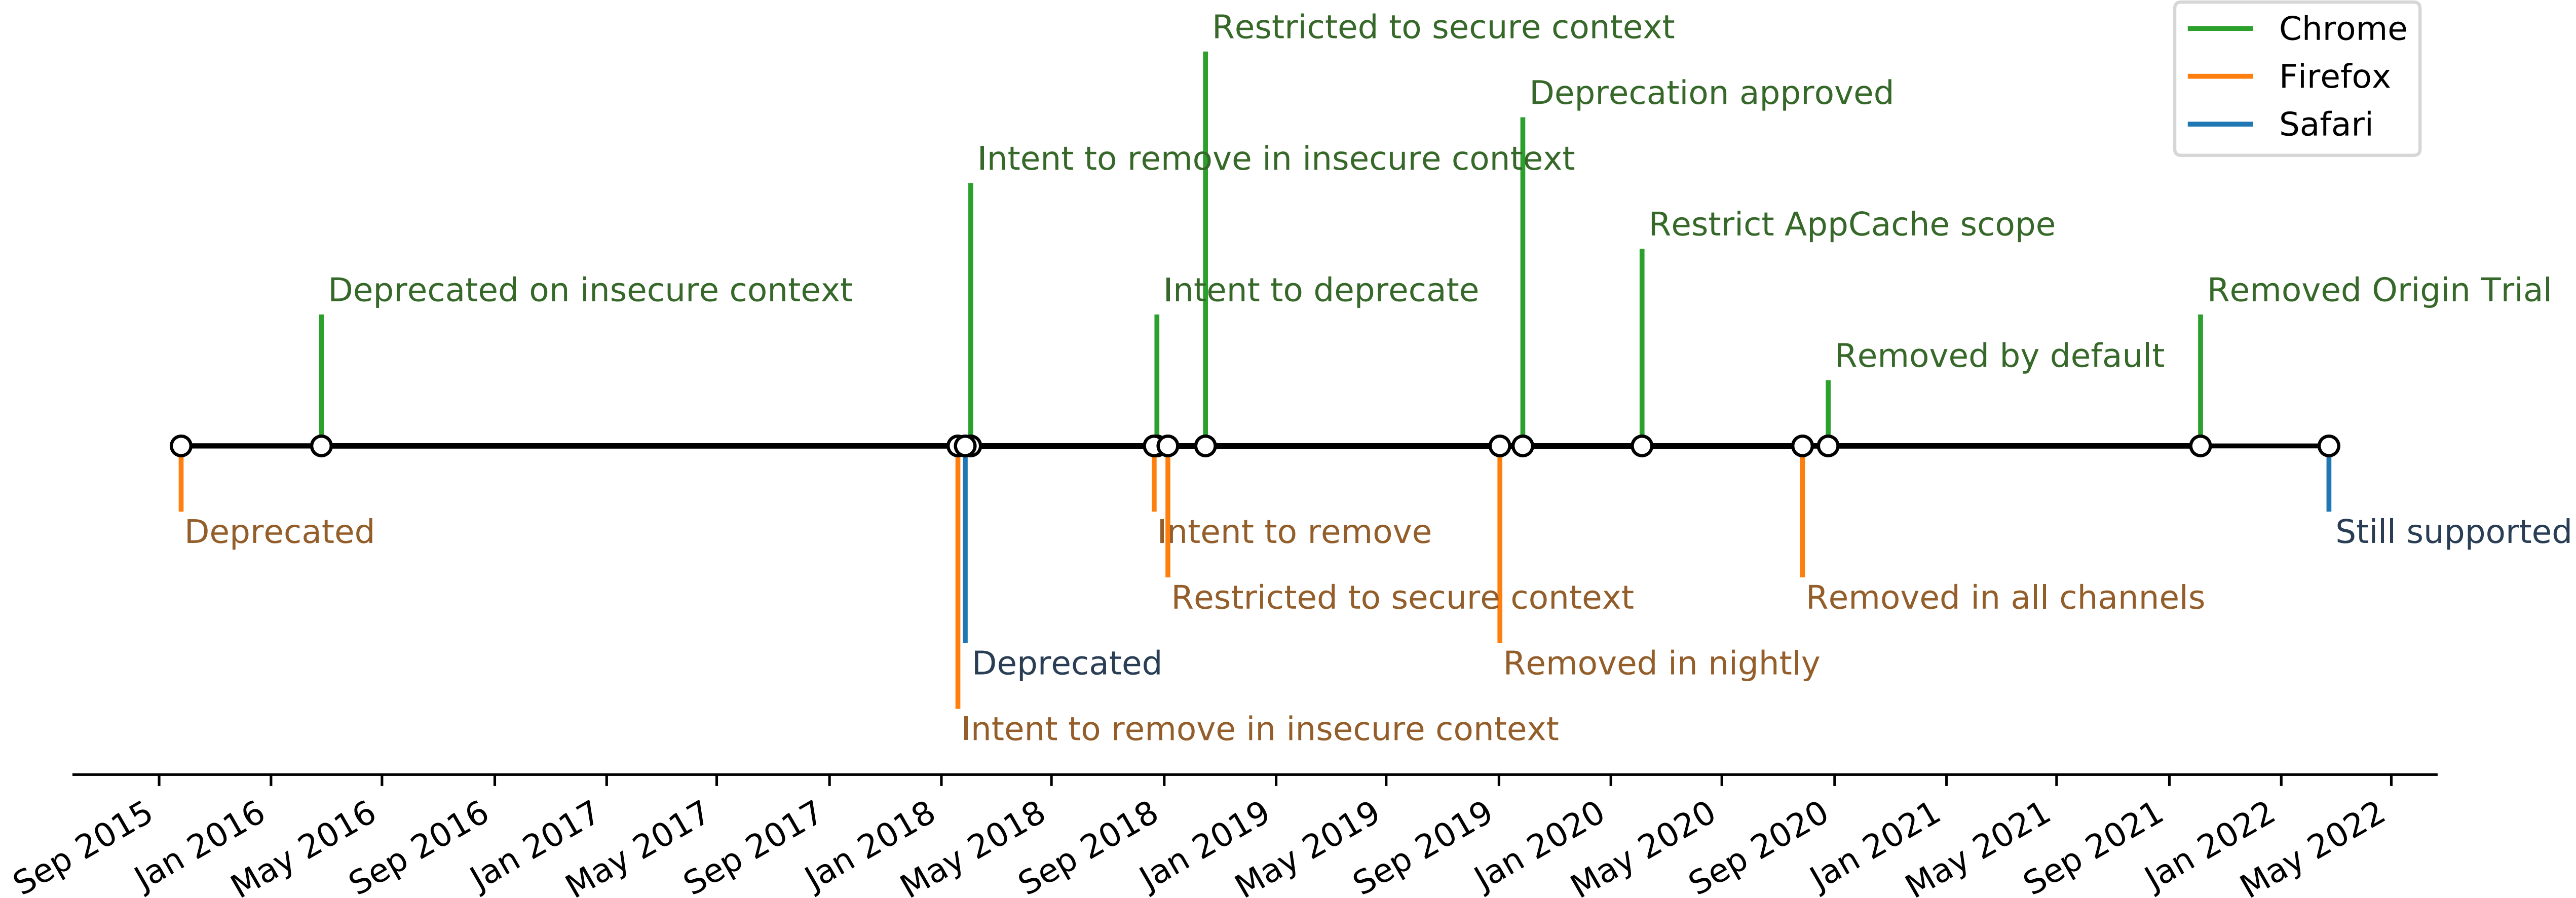 Restricted to secure context
Chrome
Firefox
Safari
Deprecation approved
Intent to remove in insecure context
Restrict AppCache scope
Deprecated on insecure context
Intent to deprecate
Removed Origin Trial
Removed by default
Deprecated
Intent to remove
Still supported
Restricted to secure context
Removed in all channels
Deprecated
Removed in nightly
Intent to remove in insecure context
Sep 2015
Jan 2016
May 2016
Sep 2016
Jan 2017
May 2017
Sep 2017
Jan 2018
May 2018
Sep 2018
Jan 2019
May 2019
Sep 2019
Jan 2020
May 2020
Sep 2020
Jan 2021
May 2021
Sep 2021
Jan 2022
May 2022